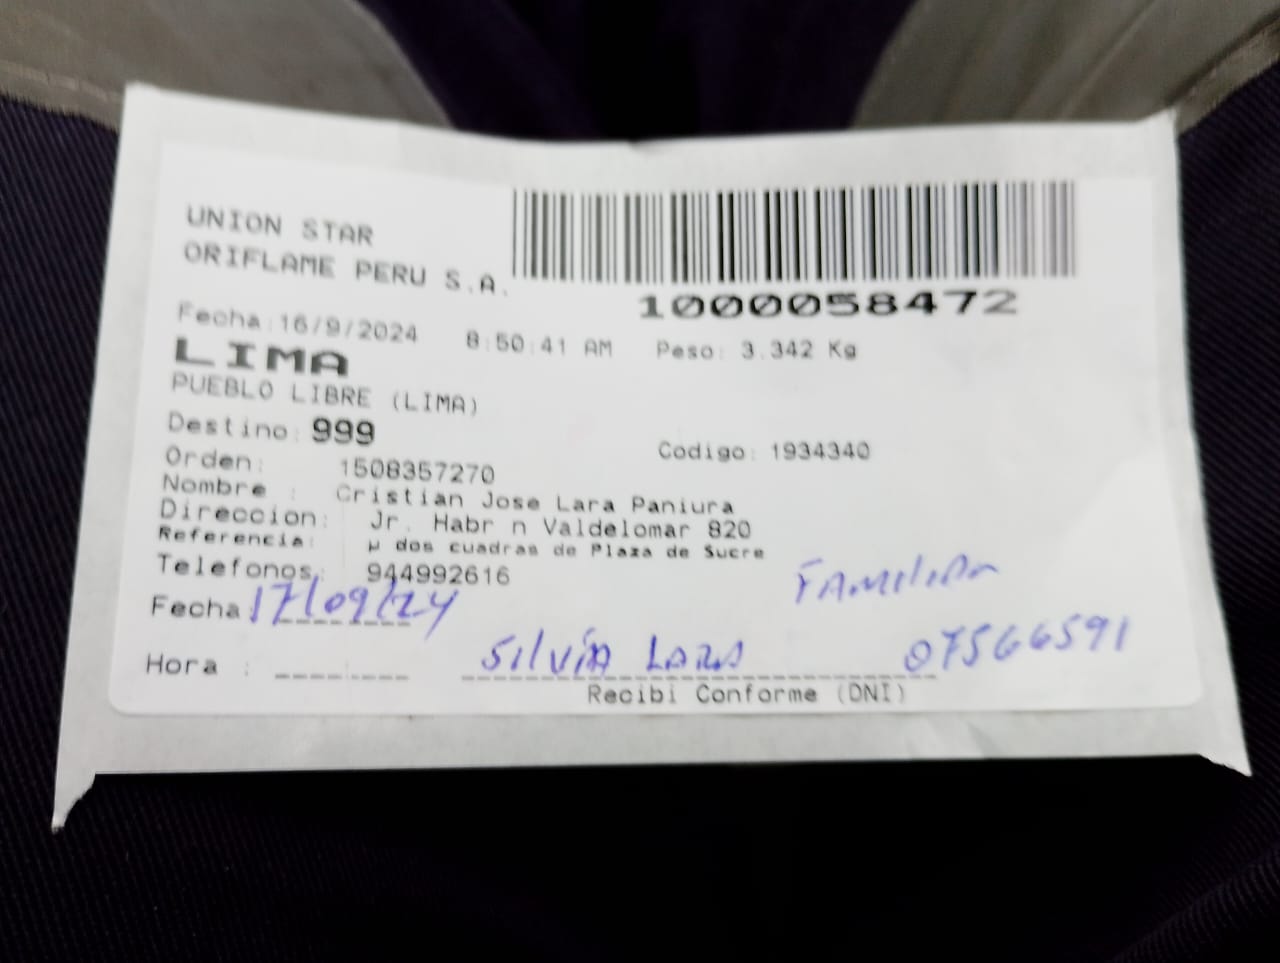 UNION STAR
ORIFLAME PERU S.A.
1000058472
Fecha:16/9/2024 8:50:41 AM Peso: 3.342 Kg
LIMA
PUEBLO LIBRE (LIMA)
Destino: 999
Codigo: 1934340
Orden: 1508357270
Nombre : Cristian Jose Lara Paniura
Direccion: Jr. Habr n Valdelomar 820
Referencia: µ dos cuadras de Plaza de Sucre
Telefonos: 944992616
Familiar
Fecha 17/09/24
Hora : Silvia Lara 07566591
Recibi Conforme (DNI)